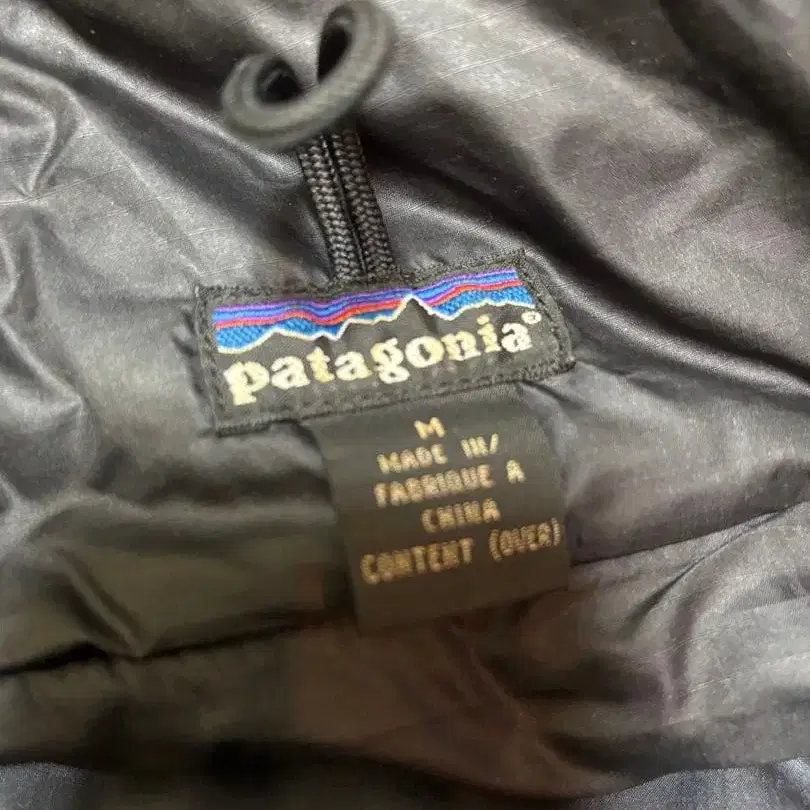 patagonia®
M
MADE IN/
FABRIQUE A
CHINA
CONTENT (OVER)